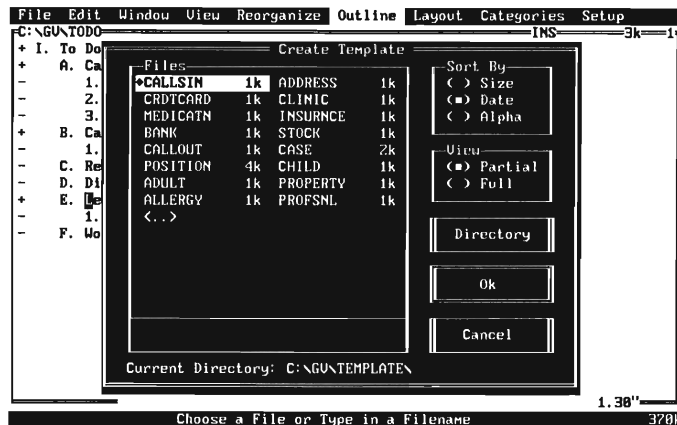 File Edit Window View Reorganize Outline Layout Categories Setup
C:\GV\TODO INS 3k 1
+ I. To Do Create Template
+ A. Ca Files Sort By
- 1. ◆CALLSIN 1k ADDRESS 1k ( ) Size
- 2. CRDTCARD 1k CLINIC 1k (■) Date
- 3. MEDICATN 1k INSURNCE 1k ( ) Alpha
+ B. Ca BANK 1k STOCK 1k
- 1. CALLOUT 1k CASE 2k View
- C. Re POSITION 4k CHILD 1k (■) Partial
- D. Di ADULT 1k PROPERTY 1k ( ) Full
+ E. Le ALLERGY 1k PROFSNL 1k
- 1. <..>
- F. Wo Directory
Ok
Cancel
Current Directory: C:\GV\TEMPLATE\
1.30"
Choose a File or Type in a Filename 370